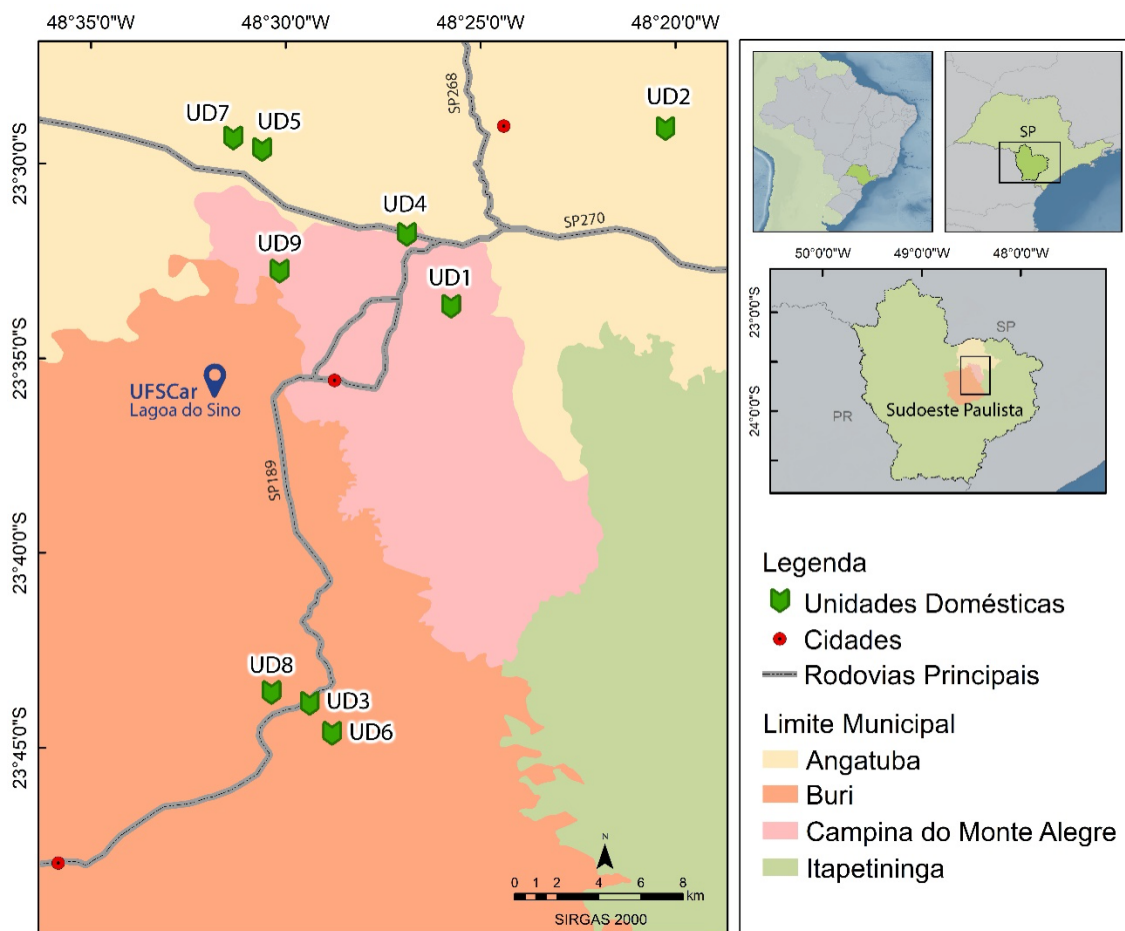 48°35'0"W
48°30'0"W
48°25'0"W
48°20'0"W
23°30'0"S
23°35'0"S
23°40'0"S
23°45'0"S
SP268
UD2
UD7
UD5
UD4
SP270
UD9
UD1
UFSCar
Lagoa do Sino
SP189
UD8
UD3
UD6
N
0 1 2 4 6 8
km
SIRGAS 2000
SP
50°0'0"W
49°0'0"W
48°0'0"W
23°0'0"S
24°0'0"S
SP
Sudoeste Paulista
PR
Legenda
Unidades Domésticas
Cidades
Rodovias Principais
Limite Municipal
Angatuba
Buri
Campina do Monte Alegre
Itapetininga